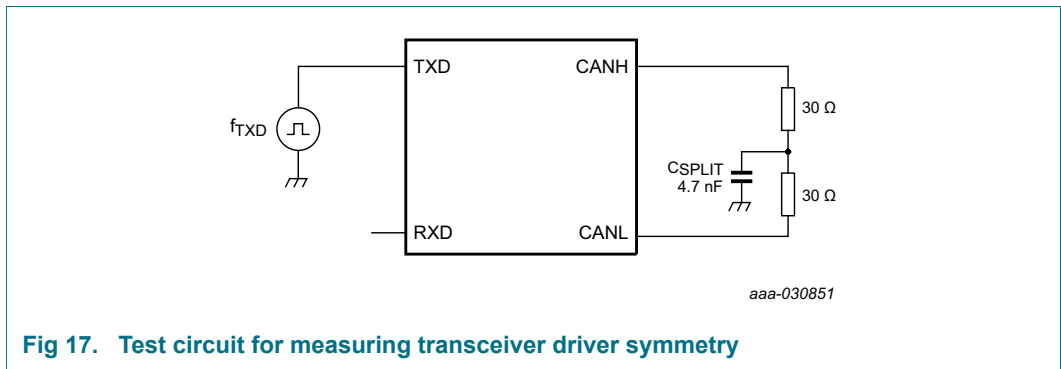 TXD
CANH
30 Ω
fTXD
CSPLIT
4.7 nF
30 Ω
RXD
CANL
aaa-030851
Fig 17. Test circuit for measuring transceiver driver symmetry